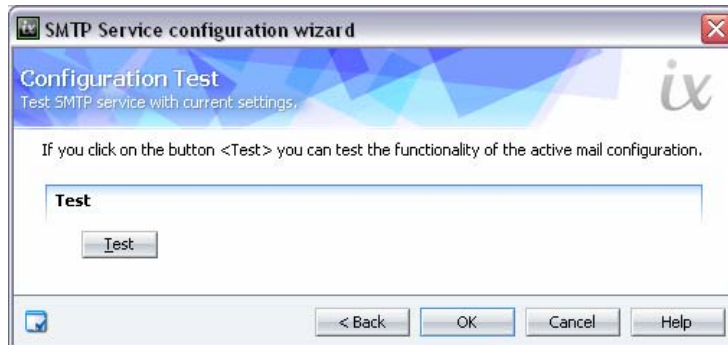 ix SMTP Service configuration wizard
Configuration Test
Test SMTP service with current settings.
ix
If you click on the button <Test> you can test the functionality of the active mail configuration.
Test
Test
< Back OK Cancel Help